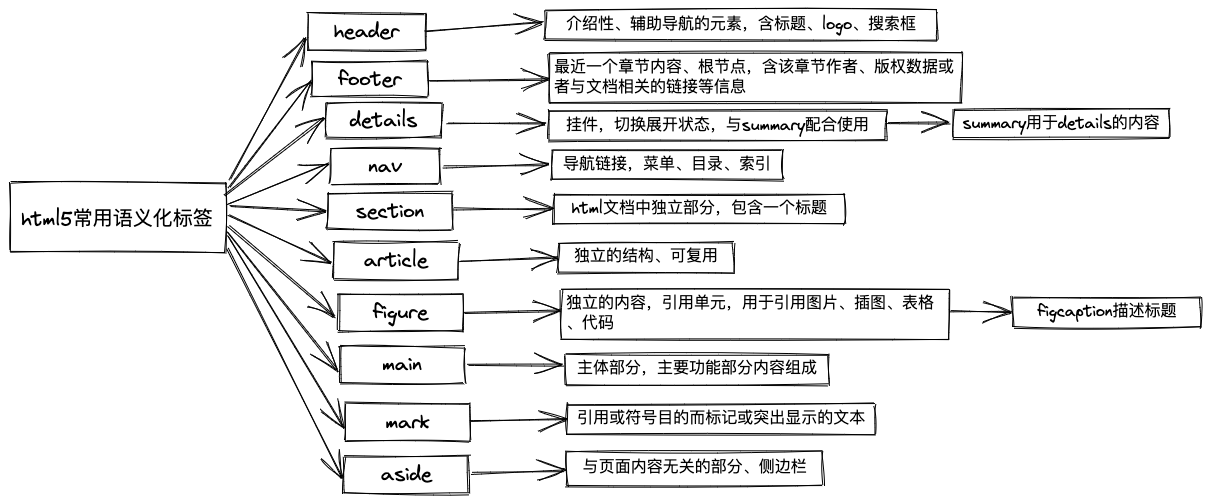 html5常用语义化标签
header
介绍性、辅助导航的元素，含标题、logo、搜索框
footer
最近一个章节内容、根节点，含该章节作者、版权数据或
者与文档相关的链接等信息
details
挂件，切换展开状态，与summary配合使用
summary用于details的内容
nav
导航链接，菜单、目录、索引
section
html文档中独立部分，包含一个标题
article
独立的结构、可复用
figure
独立的内容，引用单元，用于引用图片、插图、表格
、代码
figcaption描述标题
main
主体部分，主要功能部分内容组成
mark
引用或符号目的而标记或突出显示的文本
aside
与页面内容无关的部分、侧边栏